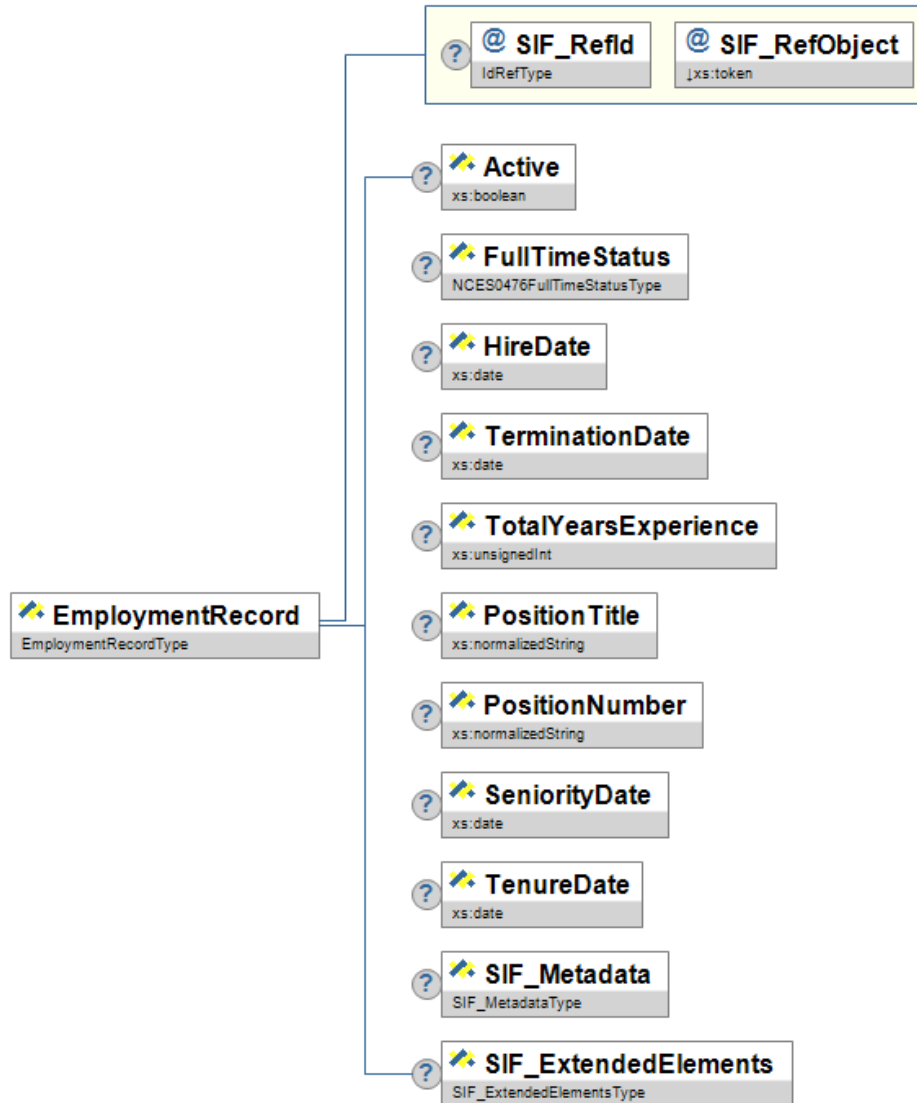 ? @ SIF_RefId @ SIF_RefObject
IdRefType ↓xs:token
? Active
xs:boolean
? FullTimeStatus
NCES0476FullTimeStatusType
? HireDate
xs:date
? TerminationDate
xs:date
? TotalYearsExperience
xs:unsignedInt
EmploymentRecord
EmploymentRecordType
? PositionTitle
xs:normalizedString
? PositionNumber
xs:normalizedString
? SeniorityDate
xs:date
? TenureDate
xs:date
? SIF_Metadata
SIF_MetadataType
? SIF_ExtendedElements
SIF_ExtendedElementsType